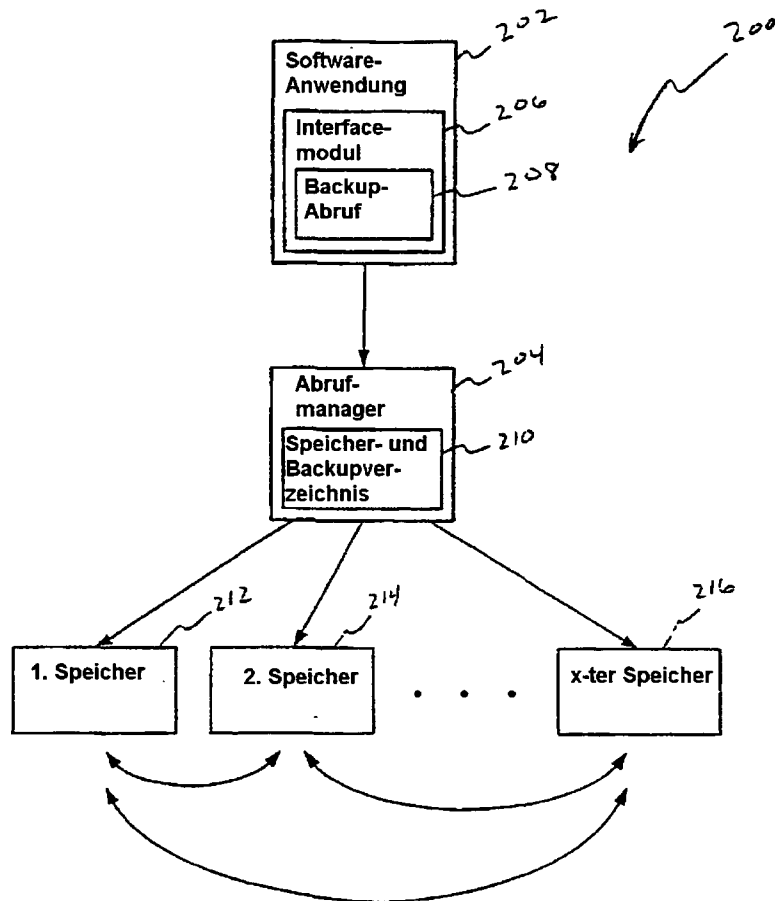 202
200
Software-
Anwendung
206
Interface-
modul
208
Backup-
Abruf
204
Abruf-
manager
210
Speicher- und
Backupver-
zeichnis
212
214
216
1. Speicher
2. Speicher
. . .
x-ter Speicher